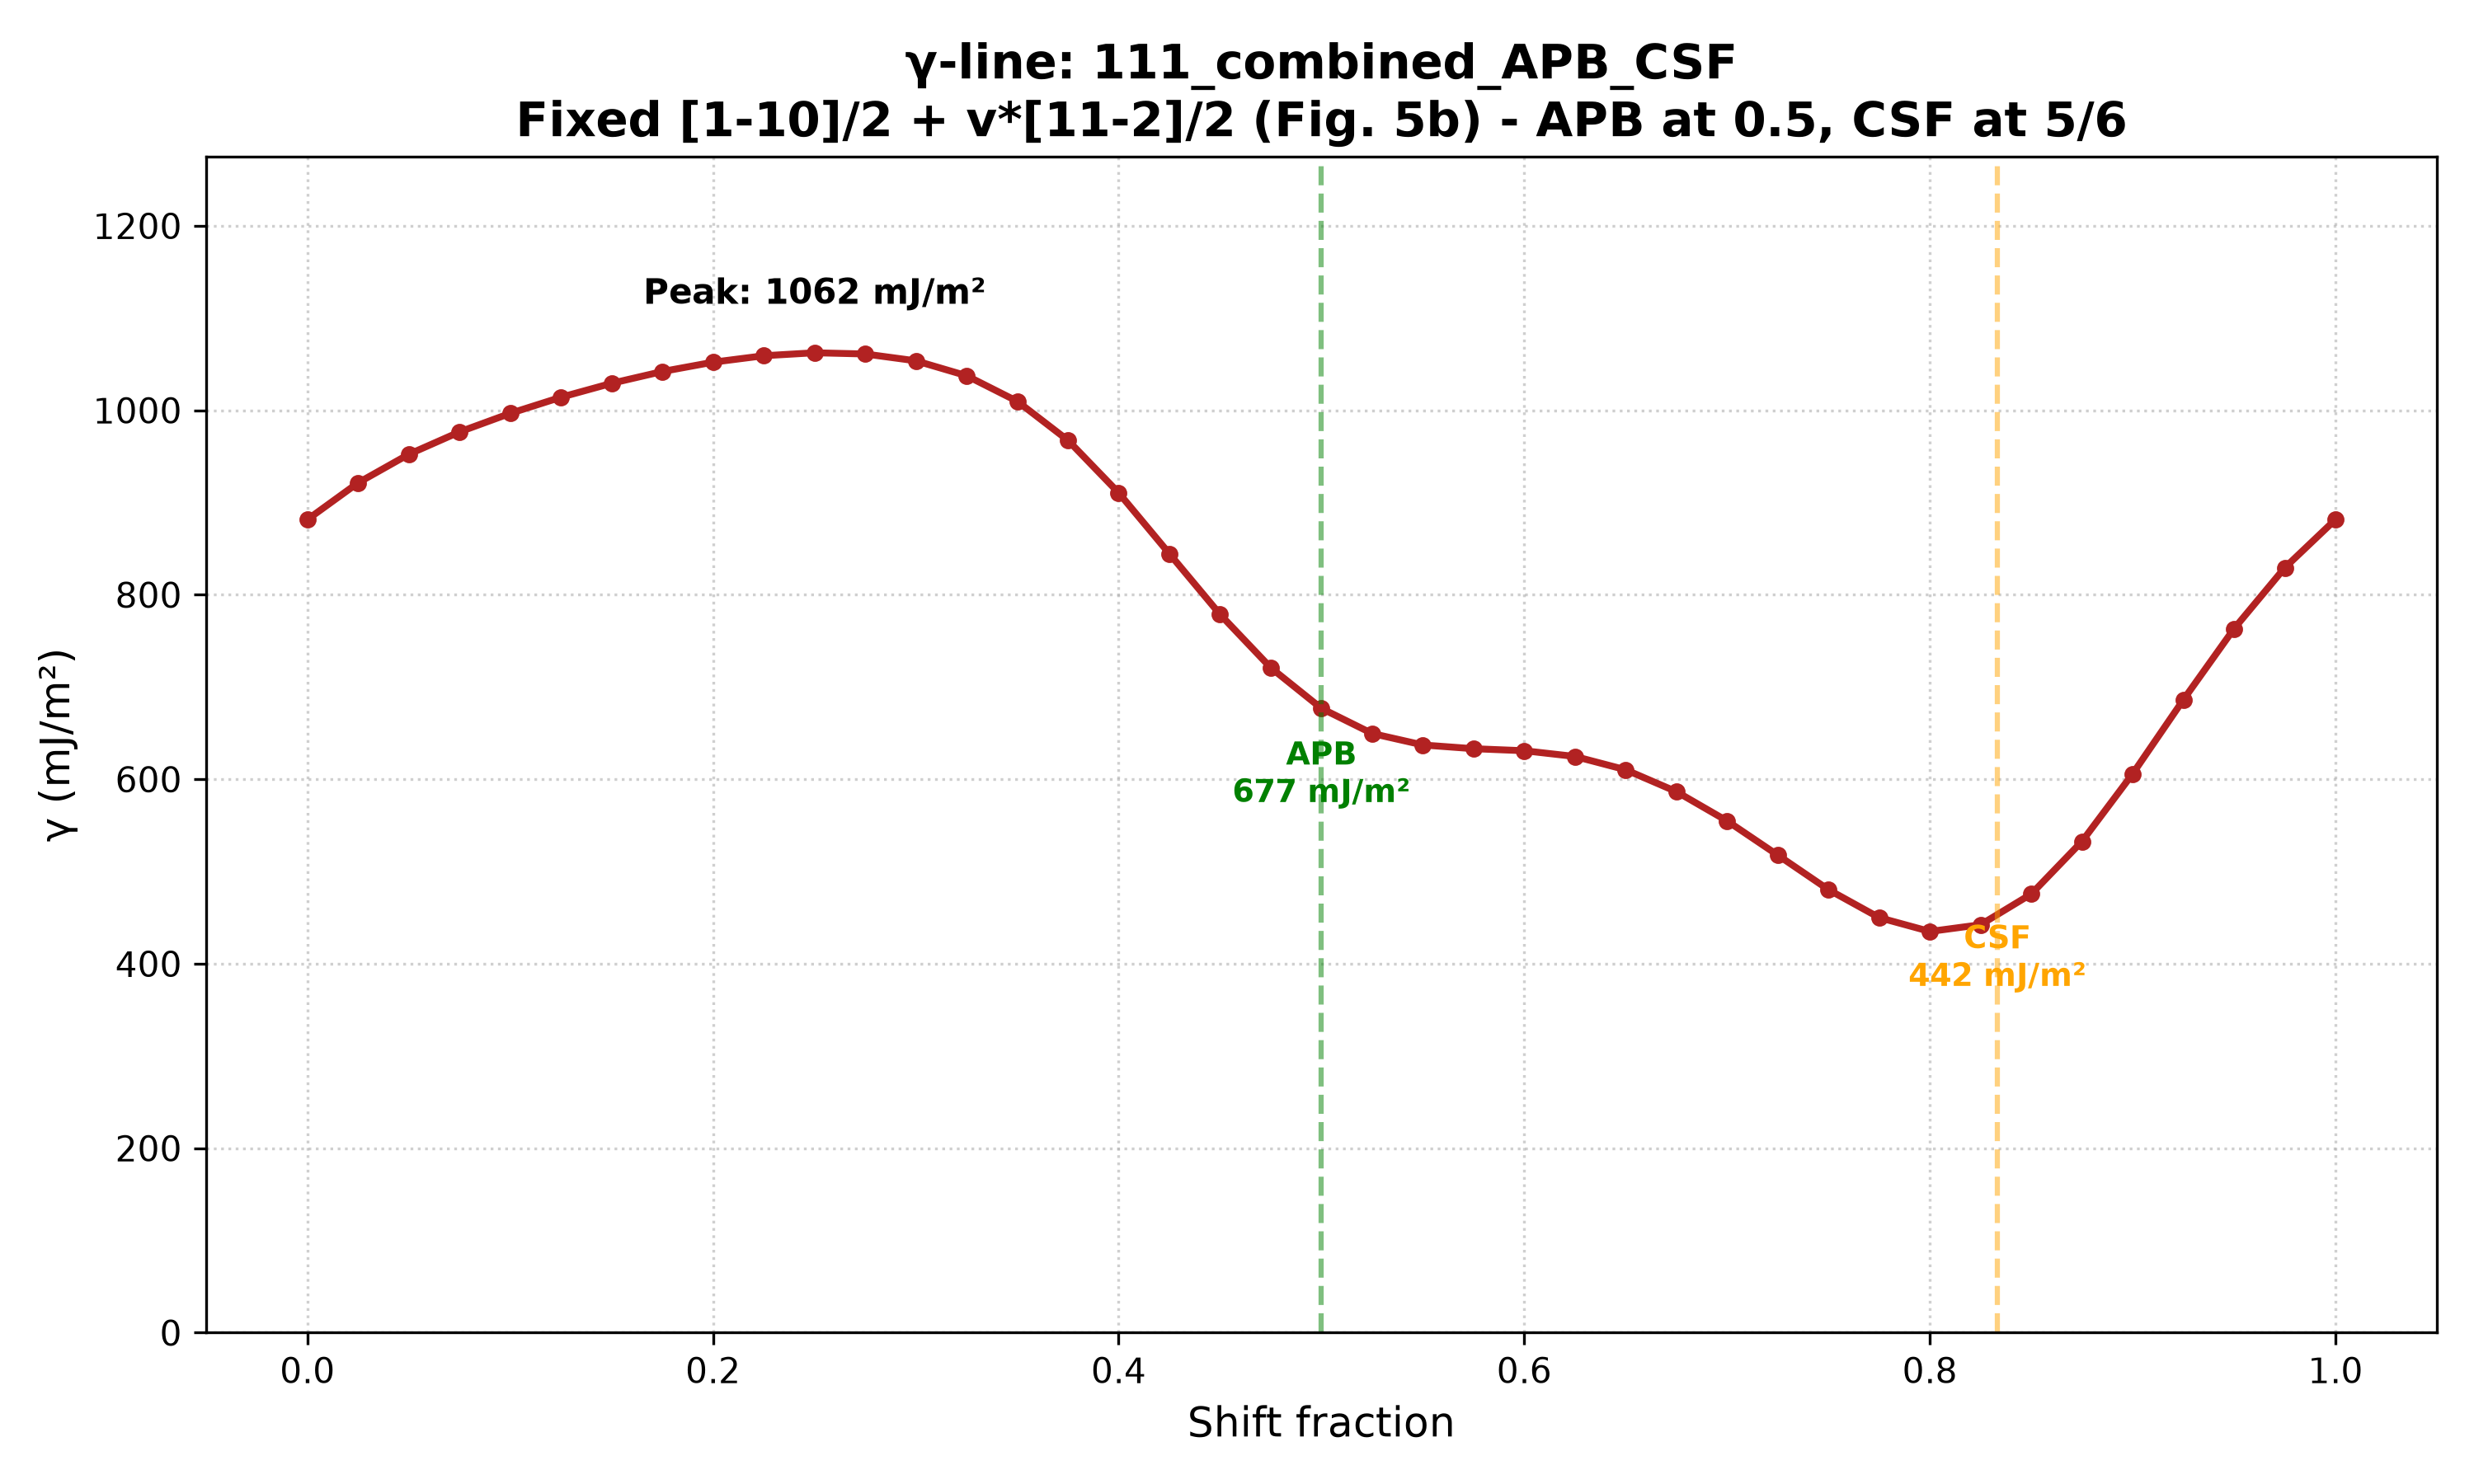 γ-line: 111_combined_APB_CSF
Fixed [1-10]/2 + v*[11-2]/2 (Fig. 5b) - APB at 0.5, CSF at 5/6
1200
1000
800
600
400
200
0
γ (mJ/m²)
Peak: 1062 mJ/m²
APB
677 mJ/m²
CSF
442 mJ/m²
0.0
0.2
0.4
0.6
0.8
1.0
Shift fraction